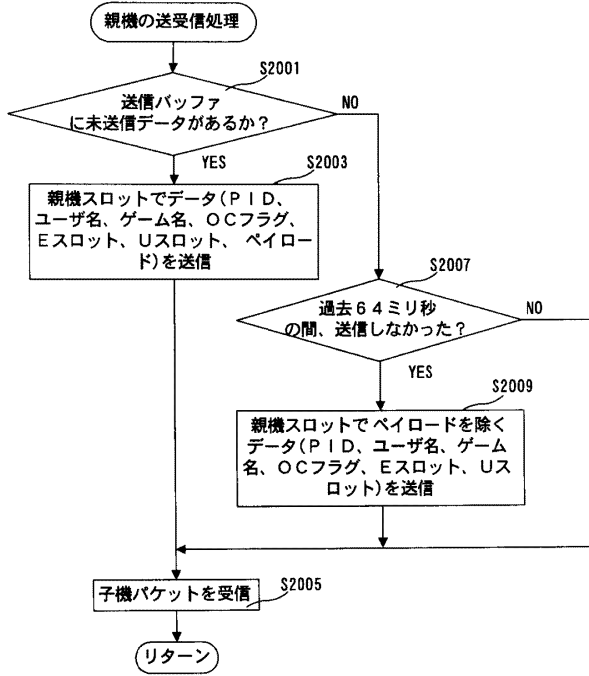 親機の送受信処理
S2001
送信バッファ
に未送信データがあるか？
NO
YES
S2003
親機スロットでデータ（ＰＩＤ、
ユーザ名、ゲーム名、ＯＣフラグ、
Ｅスロット、Ｕスロット、 ペイロー
ド）を送信
S2007
過去６４ミリ秒
の間、送信しなかった？
NO
YES
S2009
親機スロットで ペイロードを除く
データ（ＰＩＤ、ユーザ名、ゲーム
名、ＯＣフラグ、Ｅスロット、Ｕス
ロット）を送信
子機パケットを受信
S2005
リターン